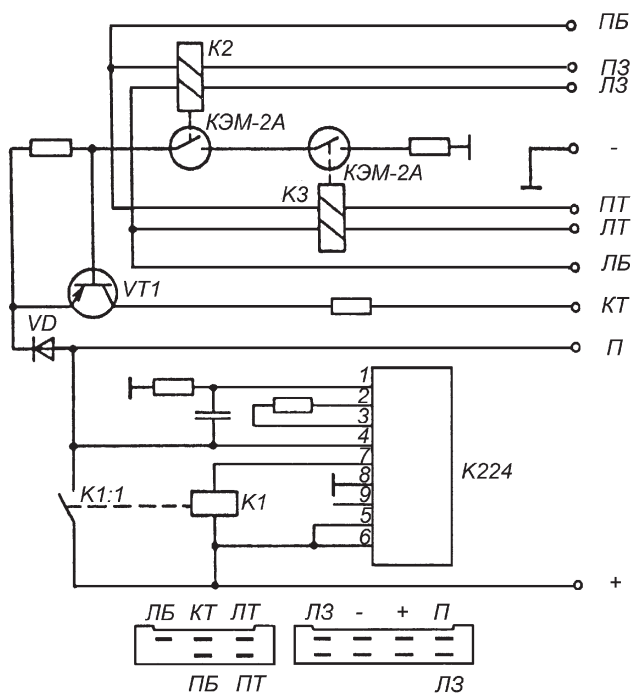 ПБ
К2
ПЗ
ЛЗ
КЭМ-2А
-
КЭМ-2А
К3
ПТ
ЛТ
ЛБ
VT1
КТ
VD
П
1
2
3
4
7
8
9
5
6
К224
К1:1
К1
+
ЛБ КТ ЛТ ЛЗ - + П
ПБ ПТ ЛЗ